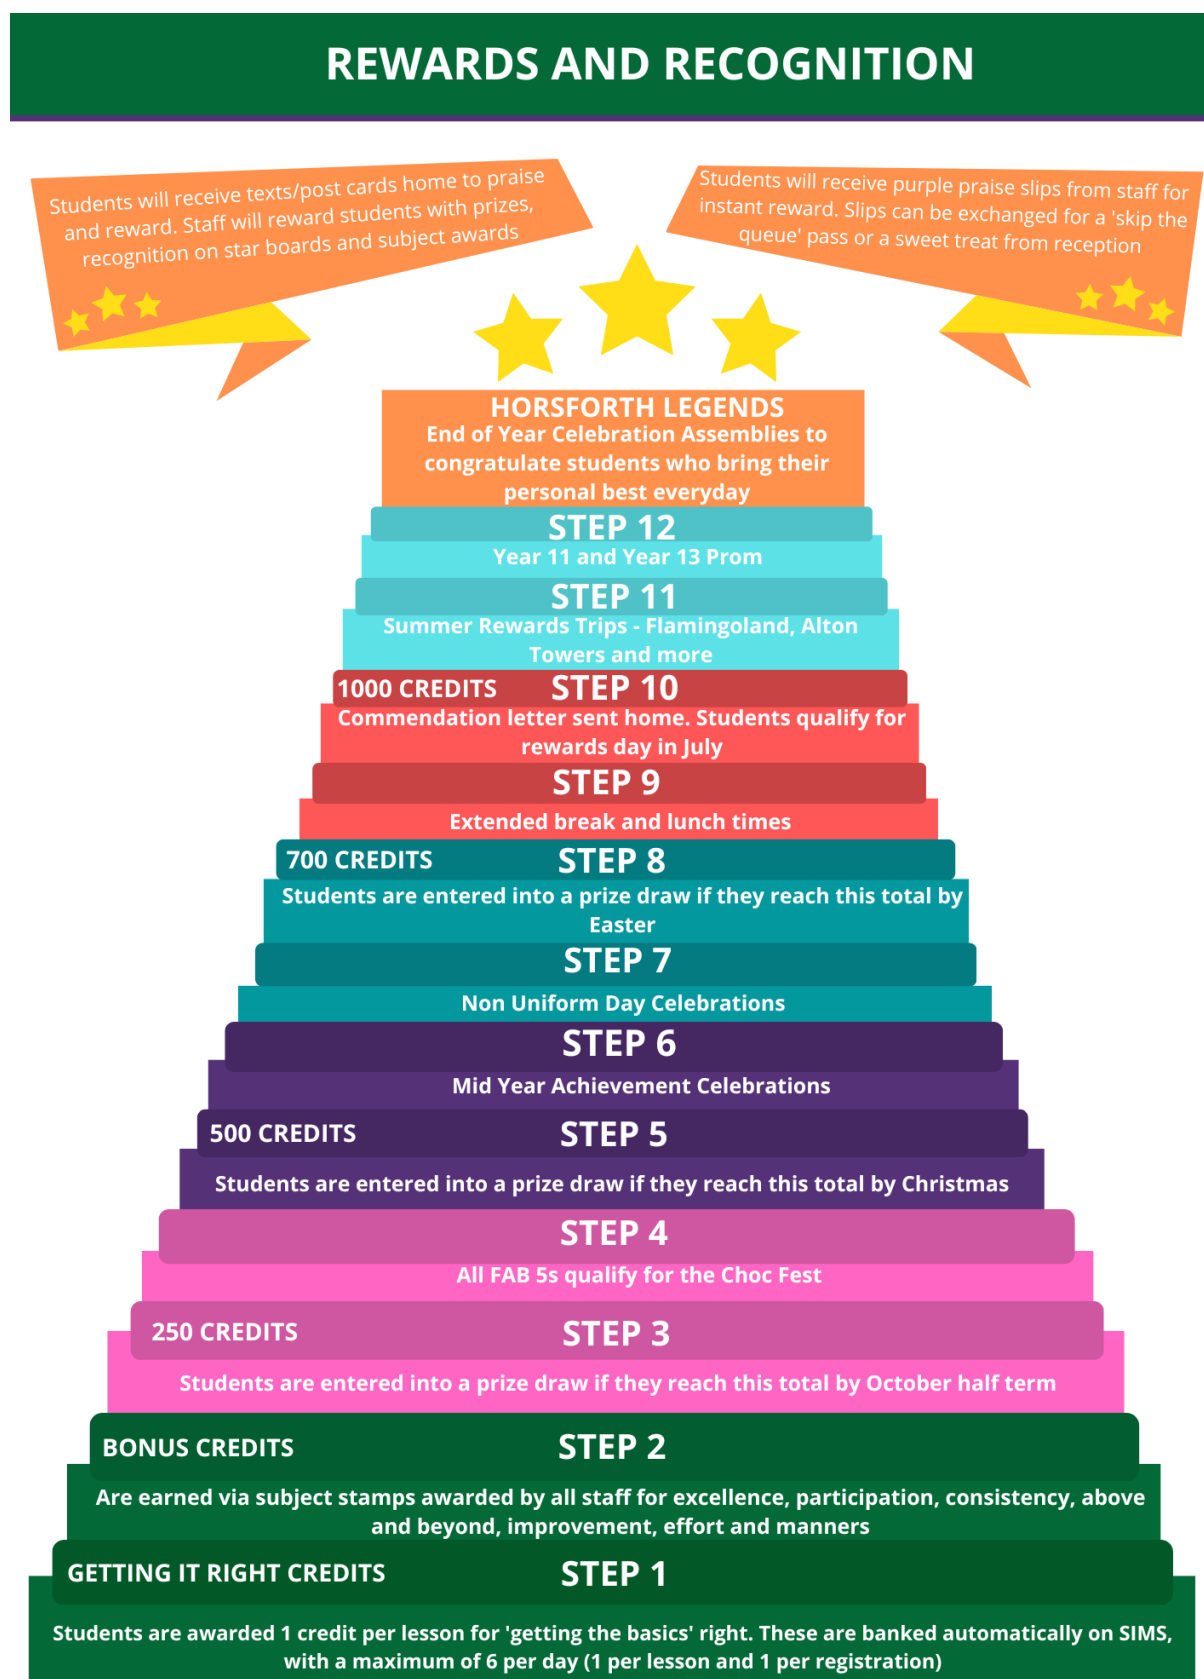 REWARDS AND RECOGNITION
Students will receive texts/post cards home to praise
and reward. Staff will reward students with prizes,
recognition on star boards and subject awards
Students will receive purple praise slips from staff for
instant reward. Slips can be exchanged for a 'skip the
queue' pass or a sweet treat from reception
HORSFORTH LEGENDS
End of Year Celebration Assemblies to
congratulate students who bring their
personal best everyday
STEP 12
Year 11 and Year 13 Prom
STEP 11
Summer Rewards Trips - Flamingoland, Alton
Towers and more
1000 CREDITS STEP 10
Commendation letter sent home. Students qualify for
rewards day in July
STEP 9
Extended break and lunch times
700 CREDITS STEP 8
Students are entered into a prize draw if they reach this total by
Easter
STEP 7
Non Uniform Day Celebrations
STEP 6
Mid Year Achievement Celebrations
500 CREDITS STEP 5
Students are entered into a prize draw if they reach this total by Christmas
STEP 4
All FAB 5s qualify for the Choc Fest
250 CREDITS STEP 3
Students are entered into a prize draw if they reach this total by October half term
BONUS CREDITS STEP 2
Are earned via subject stamps awarded by all staff for excellence, participation, consistency, above
and beyond, improvement, effort and manners
GETTING IT RIGHT CREDITS STEP 1
Students are awarded 1 credit per lesson for 'getting the basics' right. These are banked automatically on SIMS,
with a maximum of 6 per day (1 per lesson and 1 per registration)